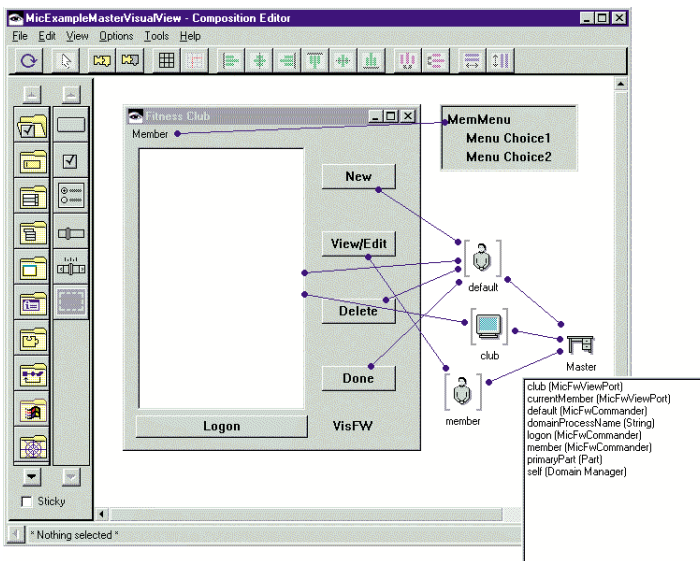 MicExampleMasterVisualView - Composition Editor
File Edit View Options Tools Help
Fitness Club
Member
MemMenu
Menu Choice1
Menu Choice2
New
View/Edit
default
Delete
club
Master
Done
member
Logon
VisFW
club (MicFwViewPort)
currentMember (MicFwViewPort)
default (MicFwCommander)
domainProcessName (String)
logon (MicFwCommander)
member (MicFwCommander)
primaryPart (Part)
self (Domain Manager)
Sticky
* Nothing selected *